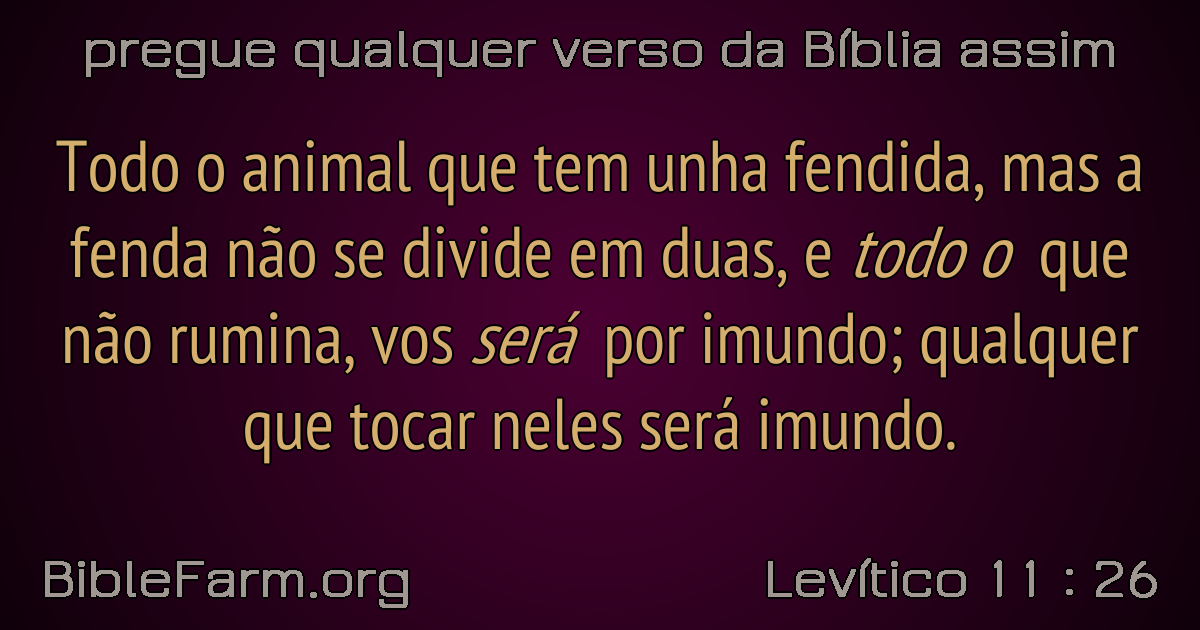 pregue qualquer verso da Bíblia assim
Todo o animal que tem unha fendida, mas a
fenda não se divide em duas, e todo o que
não rumina, vos será por imundo; qualquer
que tocar neles será imundo.
BibleFarm.org
Levítico 11 : 26